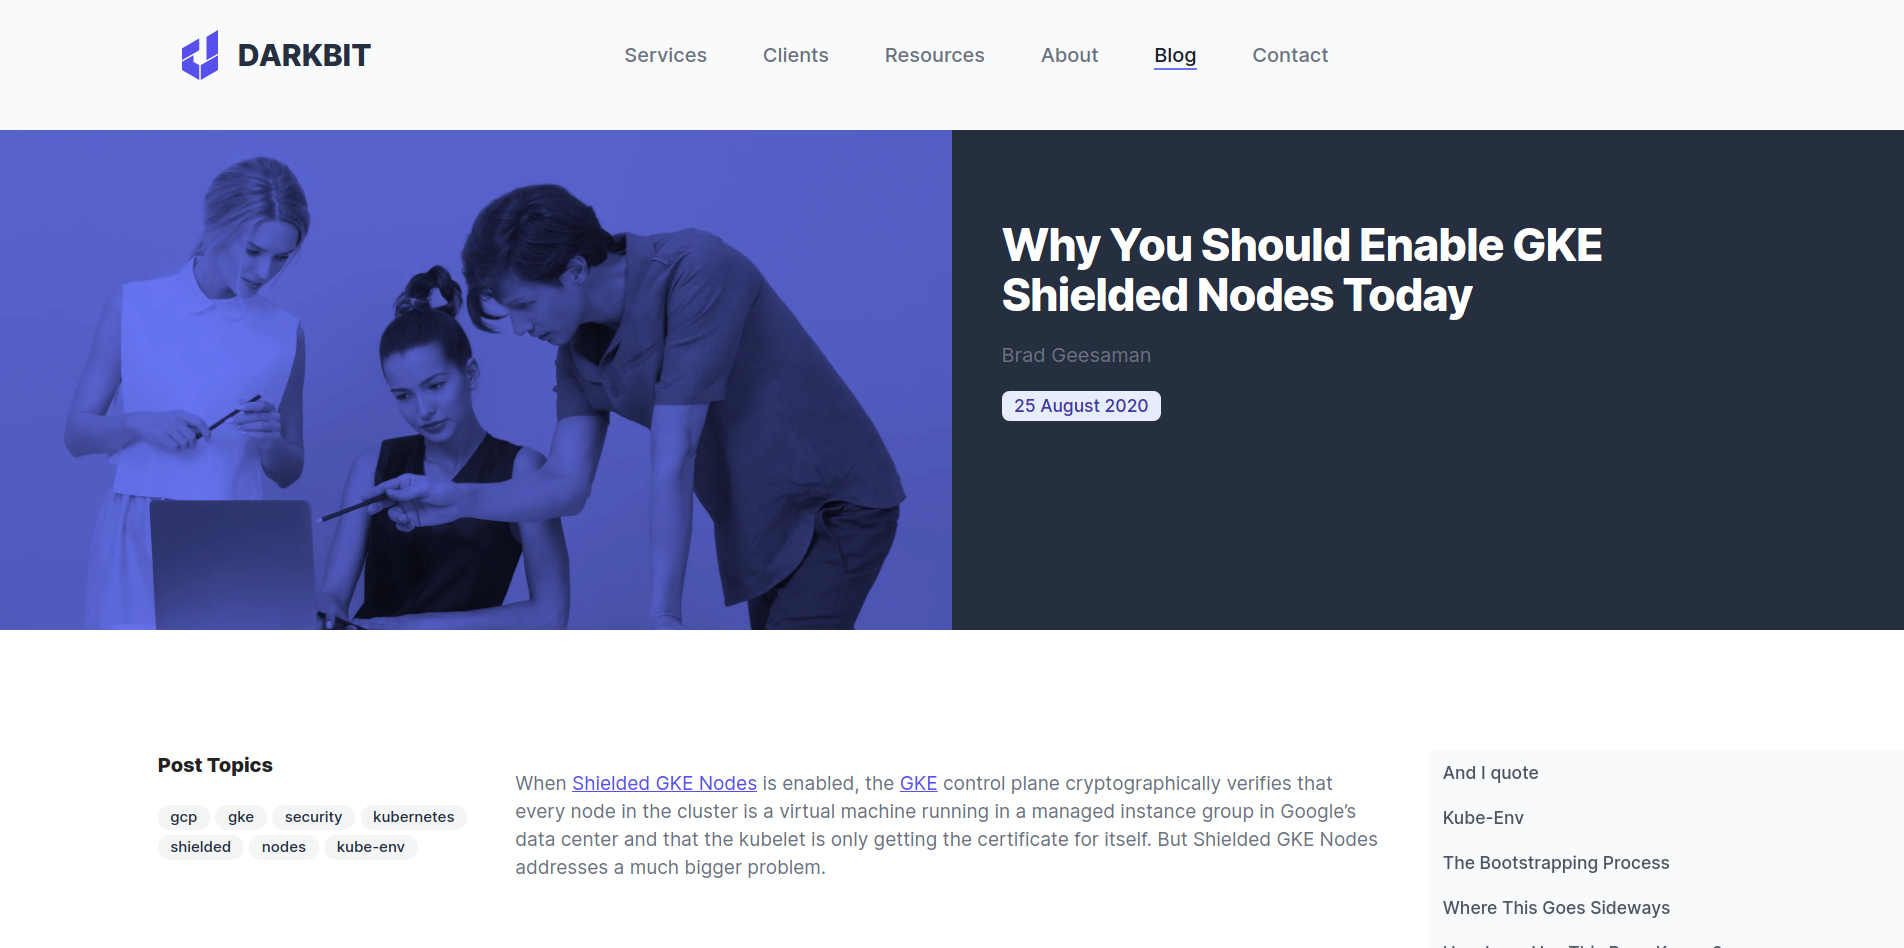 DARKBIT
Services Clients Resources About Blog Contact
Why You Should Enable GKE
Shielded Nodes Today
Brad Geesaman
25 August 2020
Post Topics
gcp gke security kubernetes
shielded nodes kube-env
When Shielded GKE Nodes is enabled, the GKE control plane cryptographically verifies that
every node in the cluster is a virtual machine running in a managed instance group in Google’s
data center and that the kubelet is only getting the certificate for itself. But Shielded GKE Nodes
addresses a much bigger problem.
And I quote
Kube-Env
The Bootstrapping Process
Where This Goes Sideways